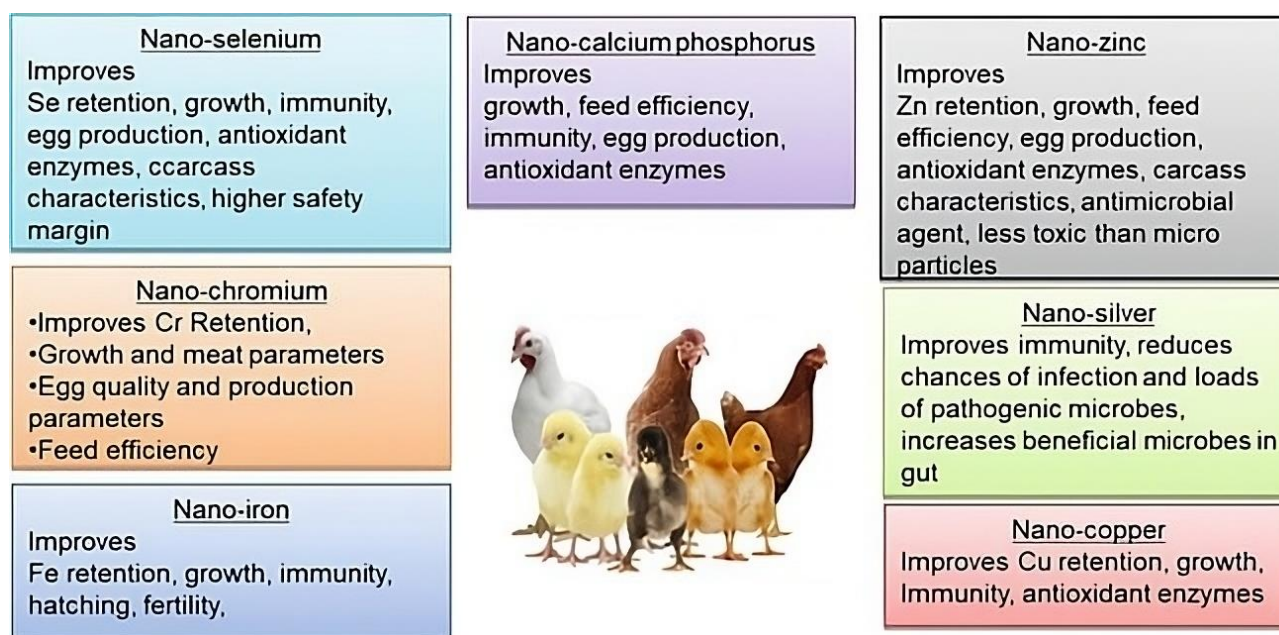 Nano-selenium
Improves
Se retention, growth, immunity,
egg production, antioxidant
enzymes, ccarcass
characteristics, higher safety
margin
Nano-chromium
•Improves Cr Retention,
•Growth and meat parameters
•Egg quality and production
parameters
•Feed efficiency
Nano-iron
Improves
Fe retention, growth, immunity,
hatching, fertility,
Nano-calcium phosphorus
Improves
growth, feed efficiency,
immunity, egg production,
antioxidant enzymes
Nano-zinc
Improves
Zn retention, growth, feed
efficiency, egg production,
antioxidant enzymes, carcass
characteristics, antimicrobial
agent, less toxic than micro
particles
Nano-silver
Improves immunity, reduces
chances of infection and loads
of pathogenic microbes,
increases beneficial microbes in
gut
Nano-copper
Improves Cu retention, growth,
Immunity, antioxidant enzymes